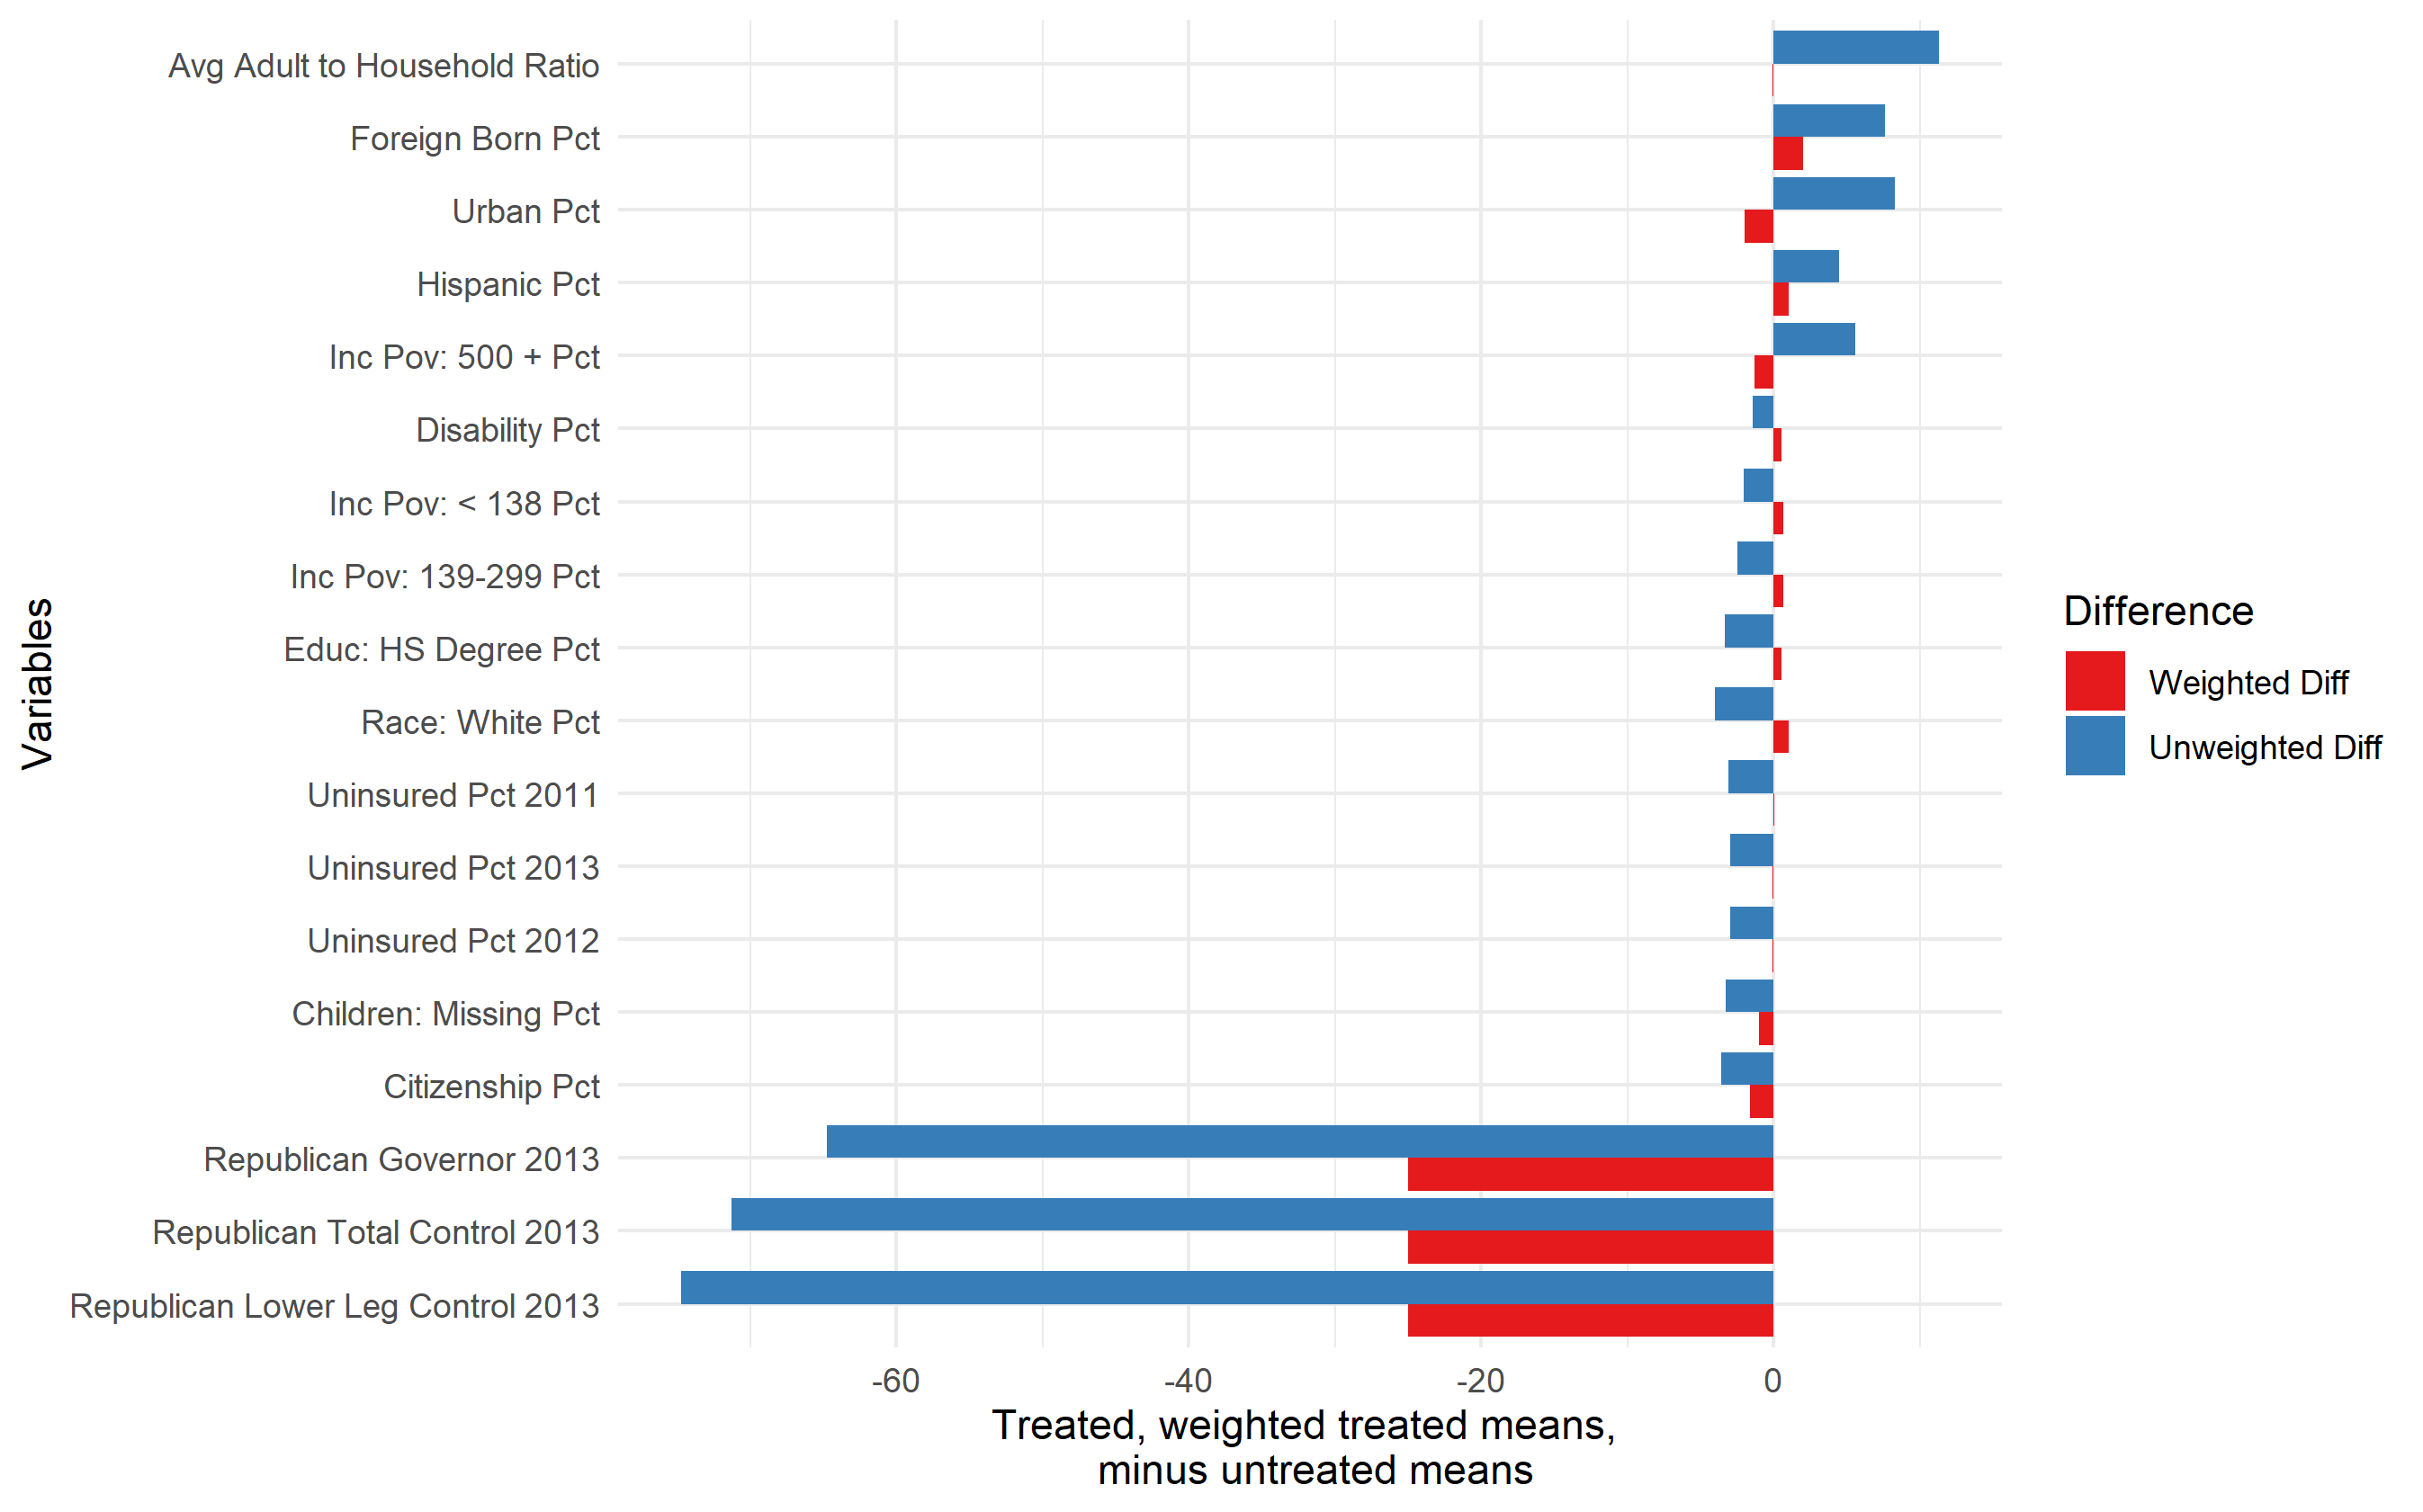 Avg Adult to Household Ratio
Foreign Born Pct
Urban Pct
Hispanic Pct
Inc Pov: 500 + Pct
Disability Pct
Inc Pov: < 138 Pct
Inc Pov: 139-299 Pct
Educ: HS Degree Pct
Race: White Pct
Uninsured Pct 2011
Uninsured Pct 2013
Uninsured Pct 2012
Children: Missing Pct
Citizenship Pct
Republican Governor 2013
Republican Total Control 2013
Republican Lower Leg Control 2013
Variables
-60 -40 -20 0
Treated, weighted treated means,
minus untreated means
Difference
Weighted Diff
Unweighted Diff